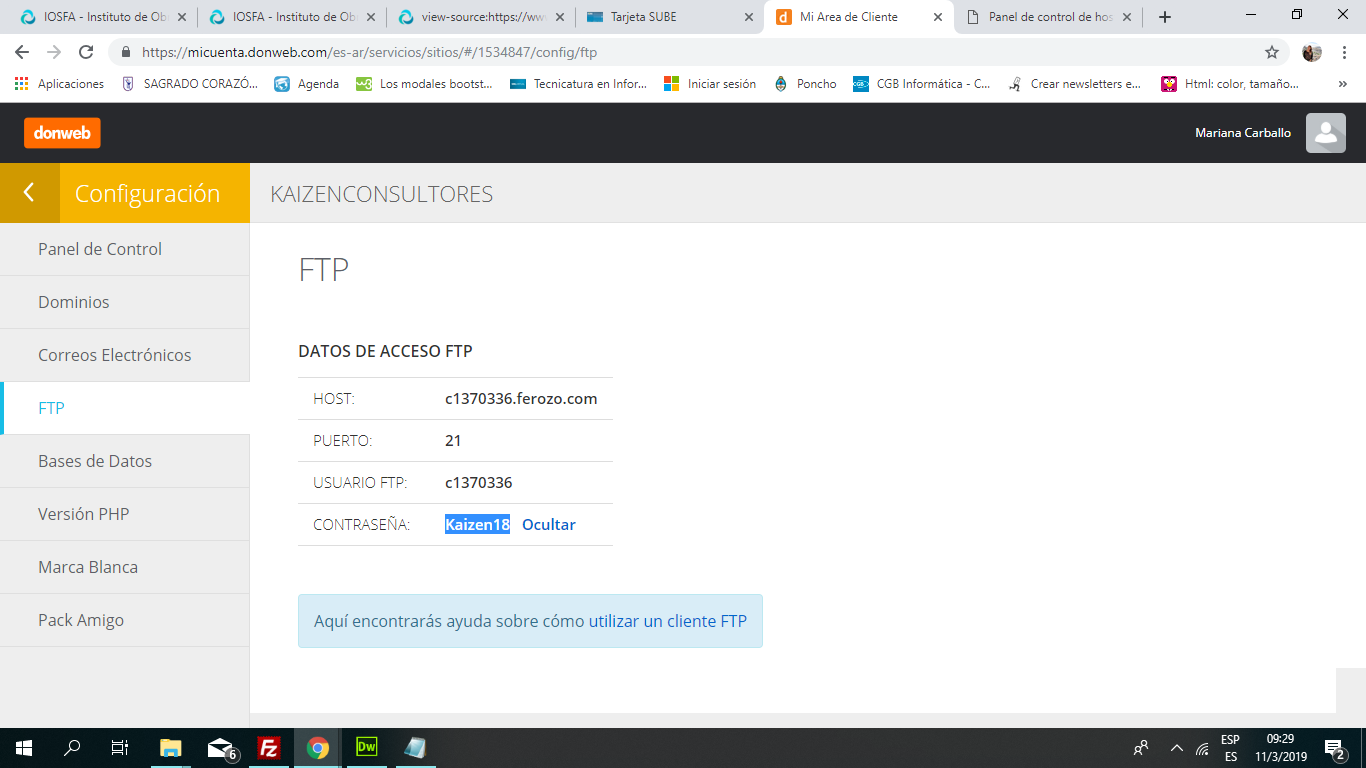 IOSFA - Instituto de Ob
IOSFA - Instituto de Ob
view-source:https://ww
Tarjeta SUBE
Mi Area de Cliente
Panel de control de hos
https://micuenta.donweb.com/es-ar/servicios/sitios/#/1534847/config/ftp
Aplicaciones
SAGRADO CORAZÓ...
Agenda
Los modales bootst...
Tecnicatura en Infor...
Iniciar sesión
Poncho
CGB Informática - C...
Crear newsletters e...
Html: color, tamaño...
donweb
Mariana Carballo
Configuración
KAIZENCONSULTORES
Panel de Control
Dominios
Correos Electrónicos
FTP
Bases de Datos
Versión PHP
Marca Blanca
Pack Amigo
FTP
DATOS DE ACCESO FTP
HOST: c1370336.ferozo.com
PUERTO: 21
USUARIO FTP: c1370336
CONTRASEÑA: Kaizen18 Ocultar
Aquí encontrarás ayuda sobre cómo utilizar un cliente FTP
6
Fz
Dw
ESP
ES
09:29
11/3/2019
2